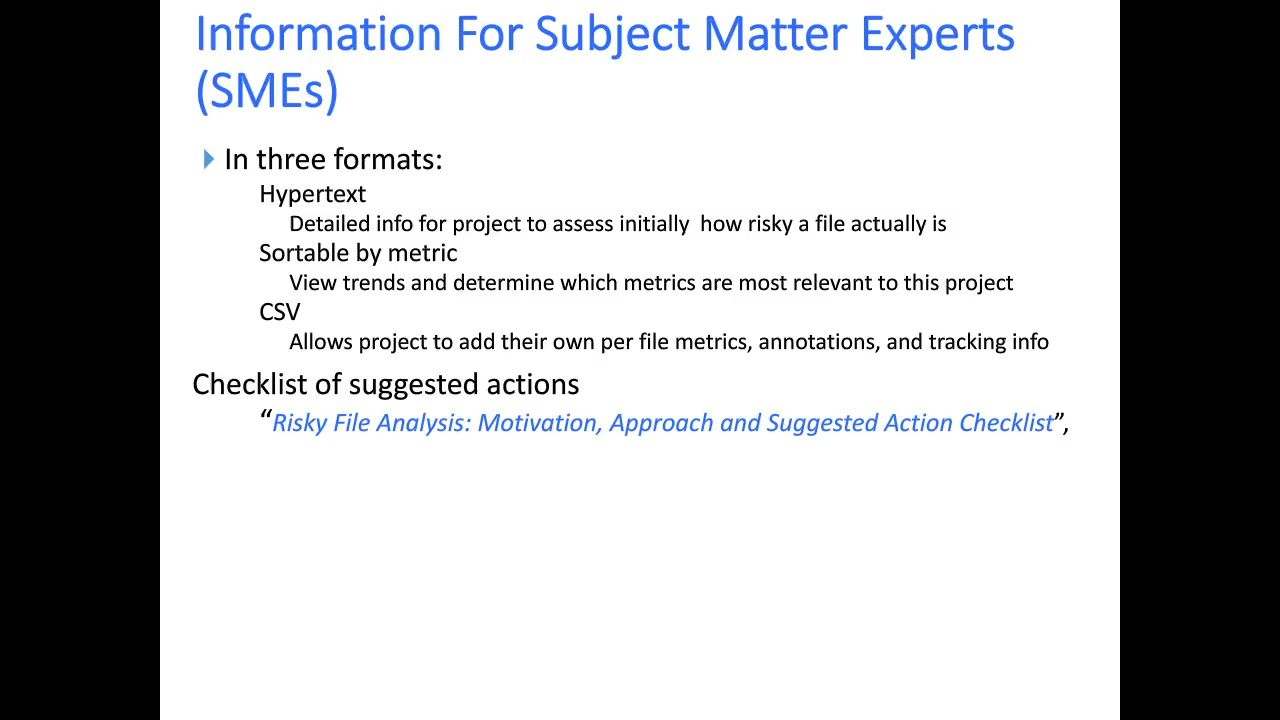 Information For Subject Matter Experts
(SMEs)
In three formats:
Hypertext
Detailed info for project to assess initially  how risky a file actually is
Sortable by metric
View trends and determine which metrics are most relevant to this project
CSV
Allows project to add their own per file metrics, annotations, and tracking info
Checklist of suggested actions
“Risky File Analysis: Motivation, Approach and Suggested Action Checklist”,